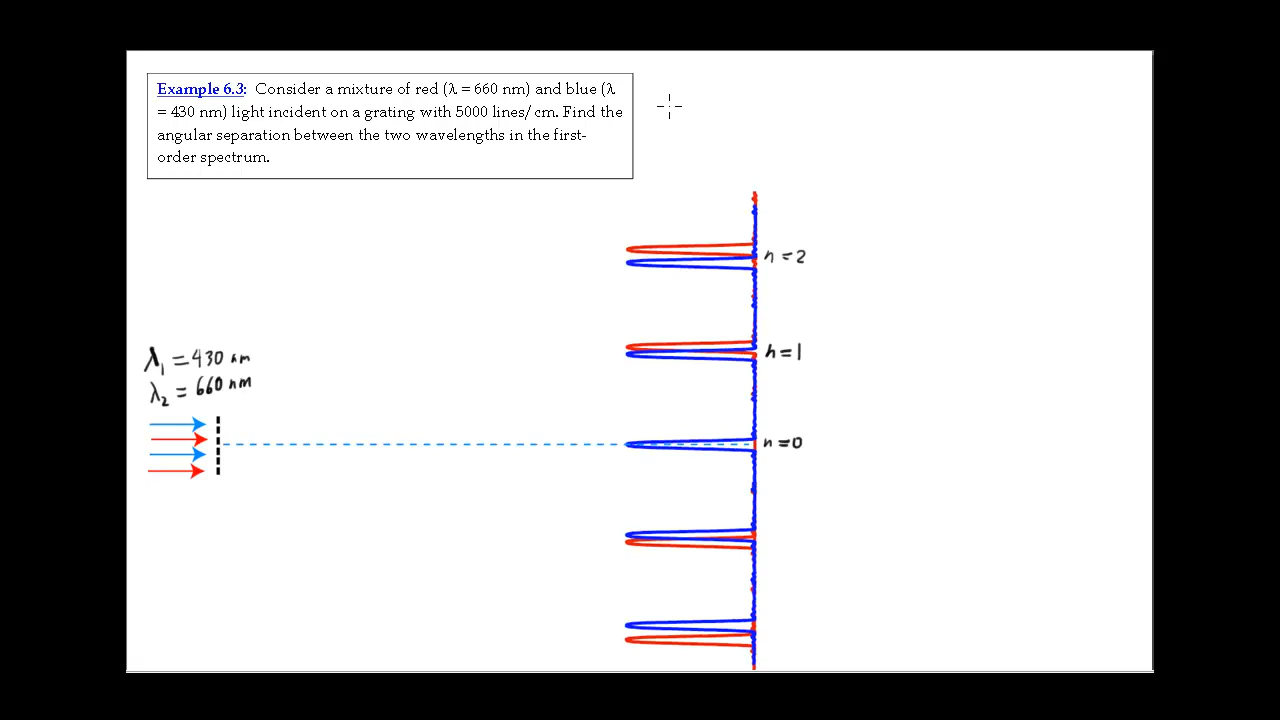 Example 6.3: Consider a mixture of red (λ = 660 nm) and blue (λ
= 430 nm) light incident on a grating with 5000 lines/cm. Find the
angular separation between the two wavelengths in the first-
order spectrum.
n = 2
λ₁ = 430 nm
n = 1
λ₂ = 660 nm
n = 0